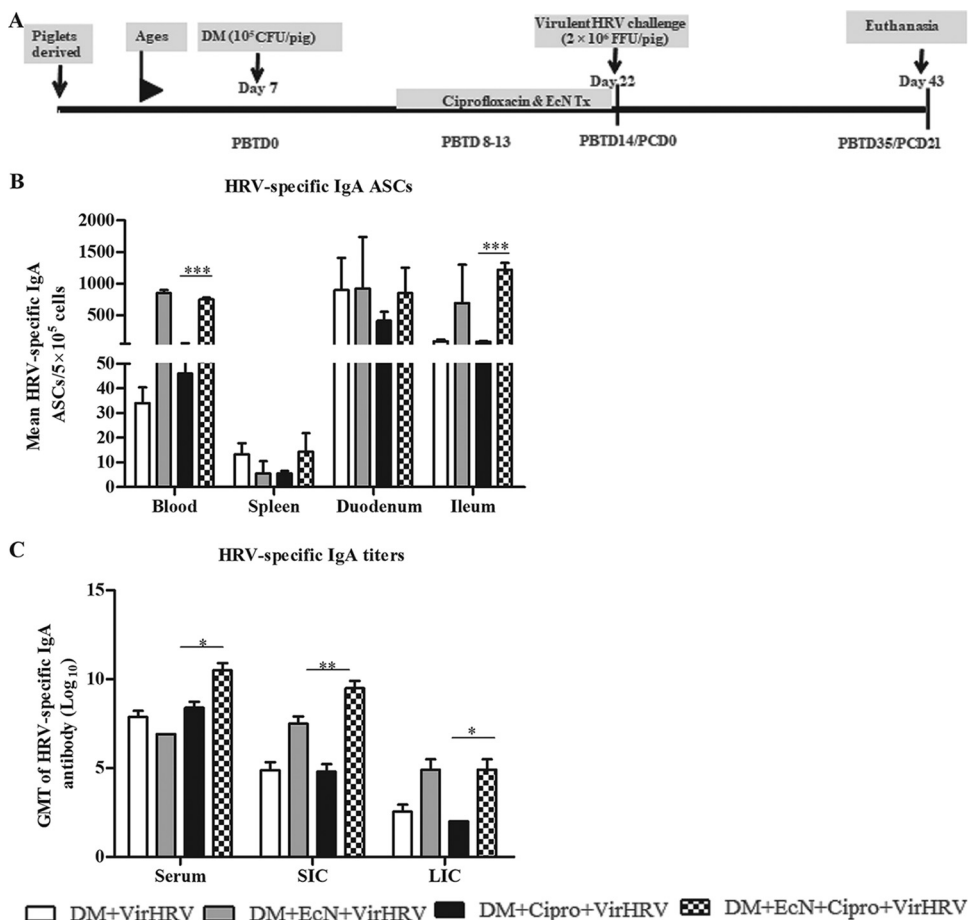 A
Piglets derived
Ages
DM (10⁵CFU/pig)
Virulent HRV challenge
(2 × 10⁶ FFU/pig)
Euthanasia
Day 7
Day 22
Day 43
Ciprofloxacin & EcN Tx
PBTD0
PBTD 8-13
PBTD14/PCD0
PBTD35/PCD21
B
HRV-specific IgA ASCs
Mean HRV-specific IgA
ASCs/5×10⁵ cells
2000
1500
1000
500
50
40
30
20
10
0
***
***
Blood
Spleen
Duodenum
Ileum
C
HRV-specific IgA titers
GMT of HRV-specific IgA
antibody (Log₁₀)
15
10
5
0
*
**
*
Serum
SIC
LIC
DM+VirHRV
DM+EcN+VirHRV
DM+Cipro+VirHRV
DM+EcN+Cipro+VirHRV